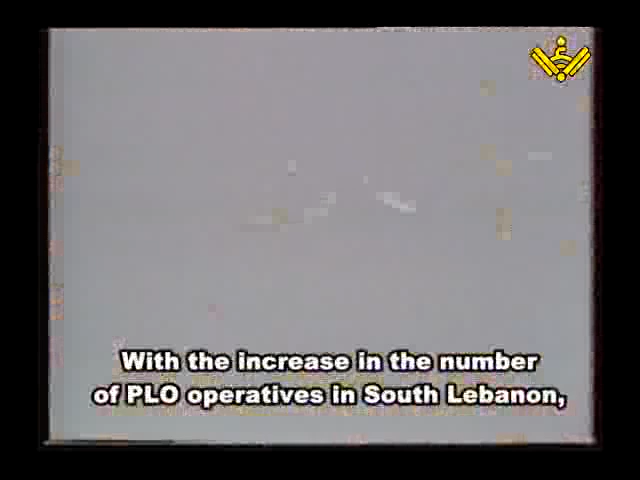 With the increase in the number
of PLO operatives in South Lebanon,